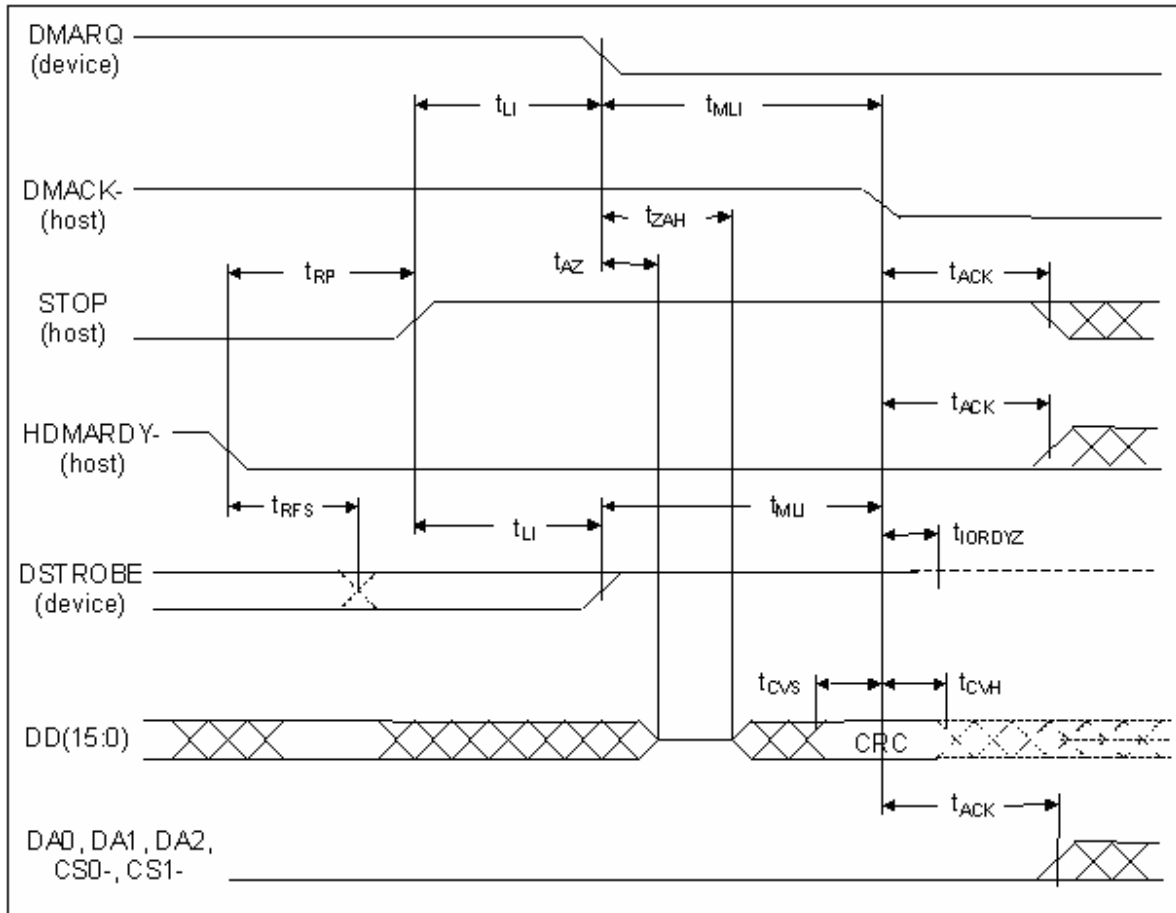 DMARQ
(device)
tLI
tMLI
DMACK-
(host)
tZAH
tAZ
tRP
tACK
STOP
(host)
tACK
HDMARDY-
(host)
tRFS
tLI
tMLI
tIORDYZ
DSTROBE
(device)
tCVS
tCVH
DD(15:0)
CRC
tACK
DA0, DA1, DA2,
CS0-, CS1-